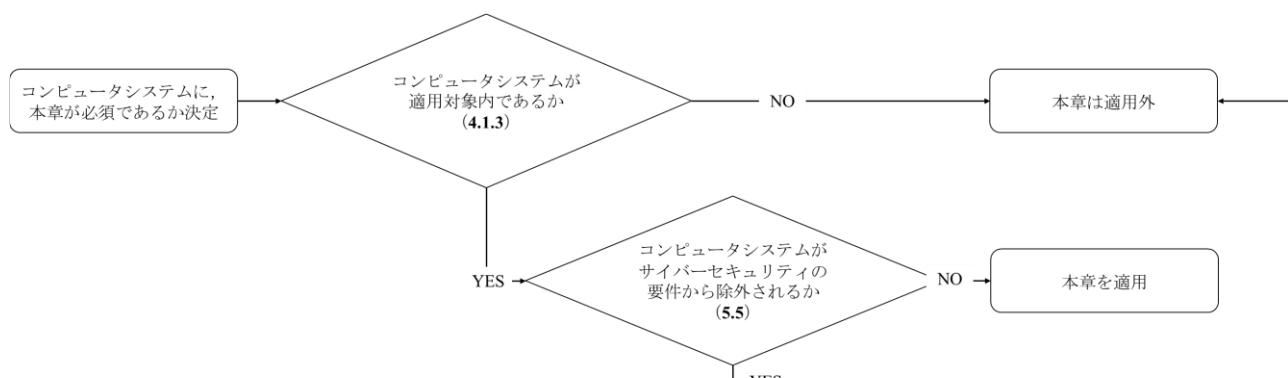 コンピュータシステムに，
本章が必須であるか決定
コンピュータシステムが
適用対象内であるか
(4.1.3)
NO
本章は適用外
YES
コンピュータシステムが
サイバーセキュリティの
要件から除外されるか
(5.5)
NO
本章を適用
YES